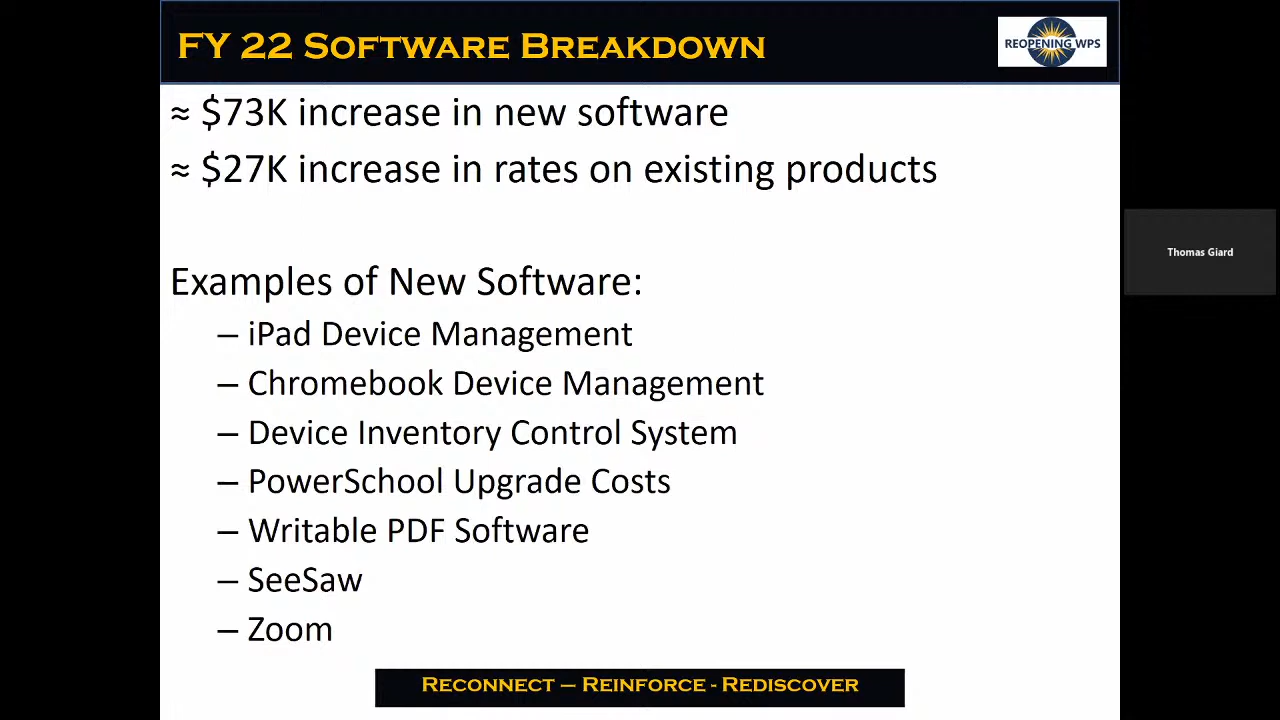 FY 22 Software Breakdown
REOPENING WPS
≈ $73K increase in new software
≈ $27K increase in rates on existing products
Thomas Giard
Examples of New Software:
– iPad Device Management
– Chromebook Device Management
– Device Inventory Control System
– PowerSchool Upgrade Costs
– Writable PDF Software
– SeeSaw
– Zoom
Reconnect – Reinforce - Rediscover